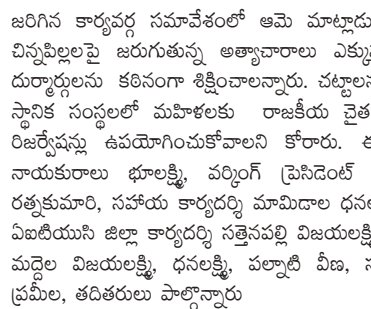 జరిగిన కార్యవర్గ సమావేశంలో ఆమె మాట్లాడు
చిన్నపిల్లలపై జరుగుతున్న అత్యాచారాలు ఎక్కు
దుర్మార్గులను కఠినంగా శిక్షించాలన్నారు. చట్టాల
స్థానిక సంస్థలలో మహిళలకు రాజకీయ చైత
రిజర్వేషన్లు ఉపయోగించుకోవాలని కోరారు. ఈ
నాయకురాలు భూలక్ష్మి, వర్కింగ్ ప్రెసిడెంట్
రత్నకుమారి, సహాయ కార్యదర్శి మామిడాల ధనల
ఏఐటియుసి జిల్లా కార్యదర్శి సత్తెనపల్లి విజయలక్ష్మి
మద్దెల విజయలక్ష్మి, ధనలక్ష్మి, పల్నాటి వీణ,
ప్రమీల, తదితరులు పాల్గొన్నారు